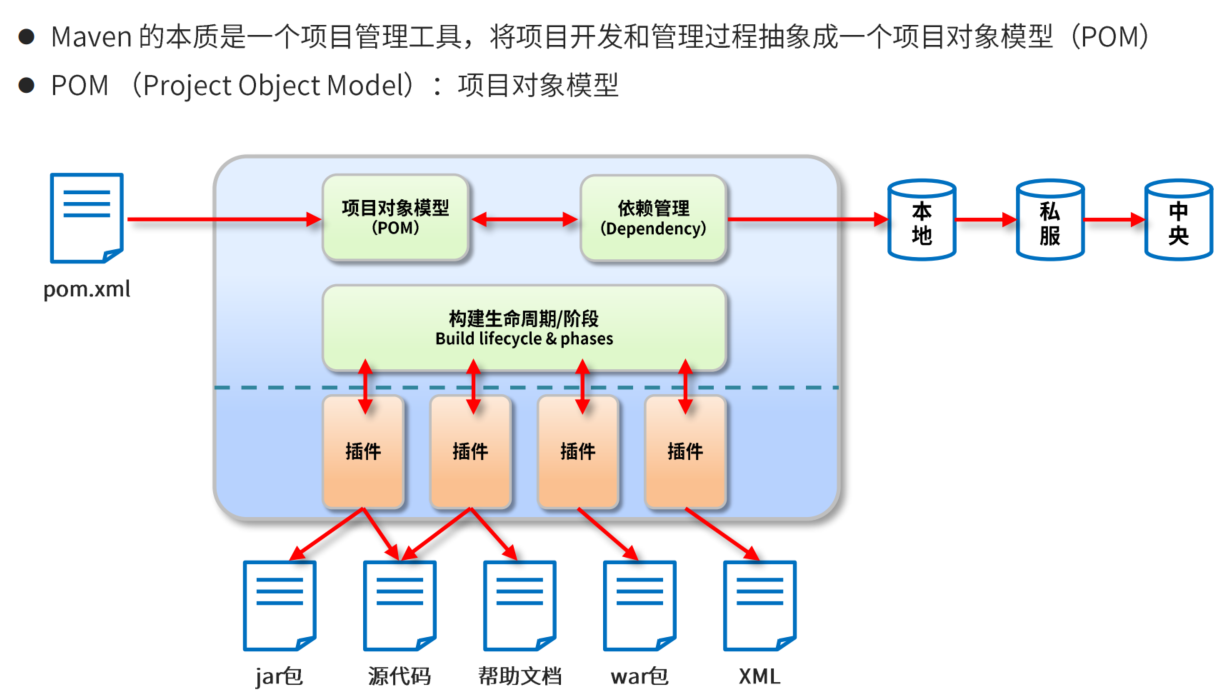 ● Maven 的本质是一个项目管理工具，将项目开发和管理过程抽象成一个项目对象模型（POM）
● POM （Project Object Model）：项目对象模型
项目对象模型
（POM）
依赖管理
（Dependency）
本
地
私
服
中
央
pom.xml
构建生命周期/阶段
Build lifecycle & phases
插件
插件
插件
插件
jar包
源代码
帮助文档
war包
XML